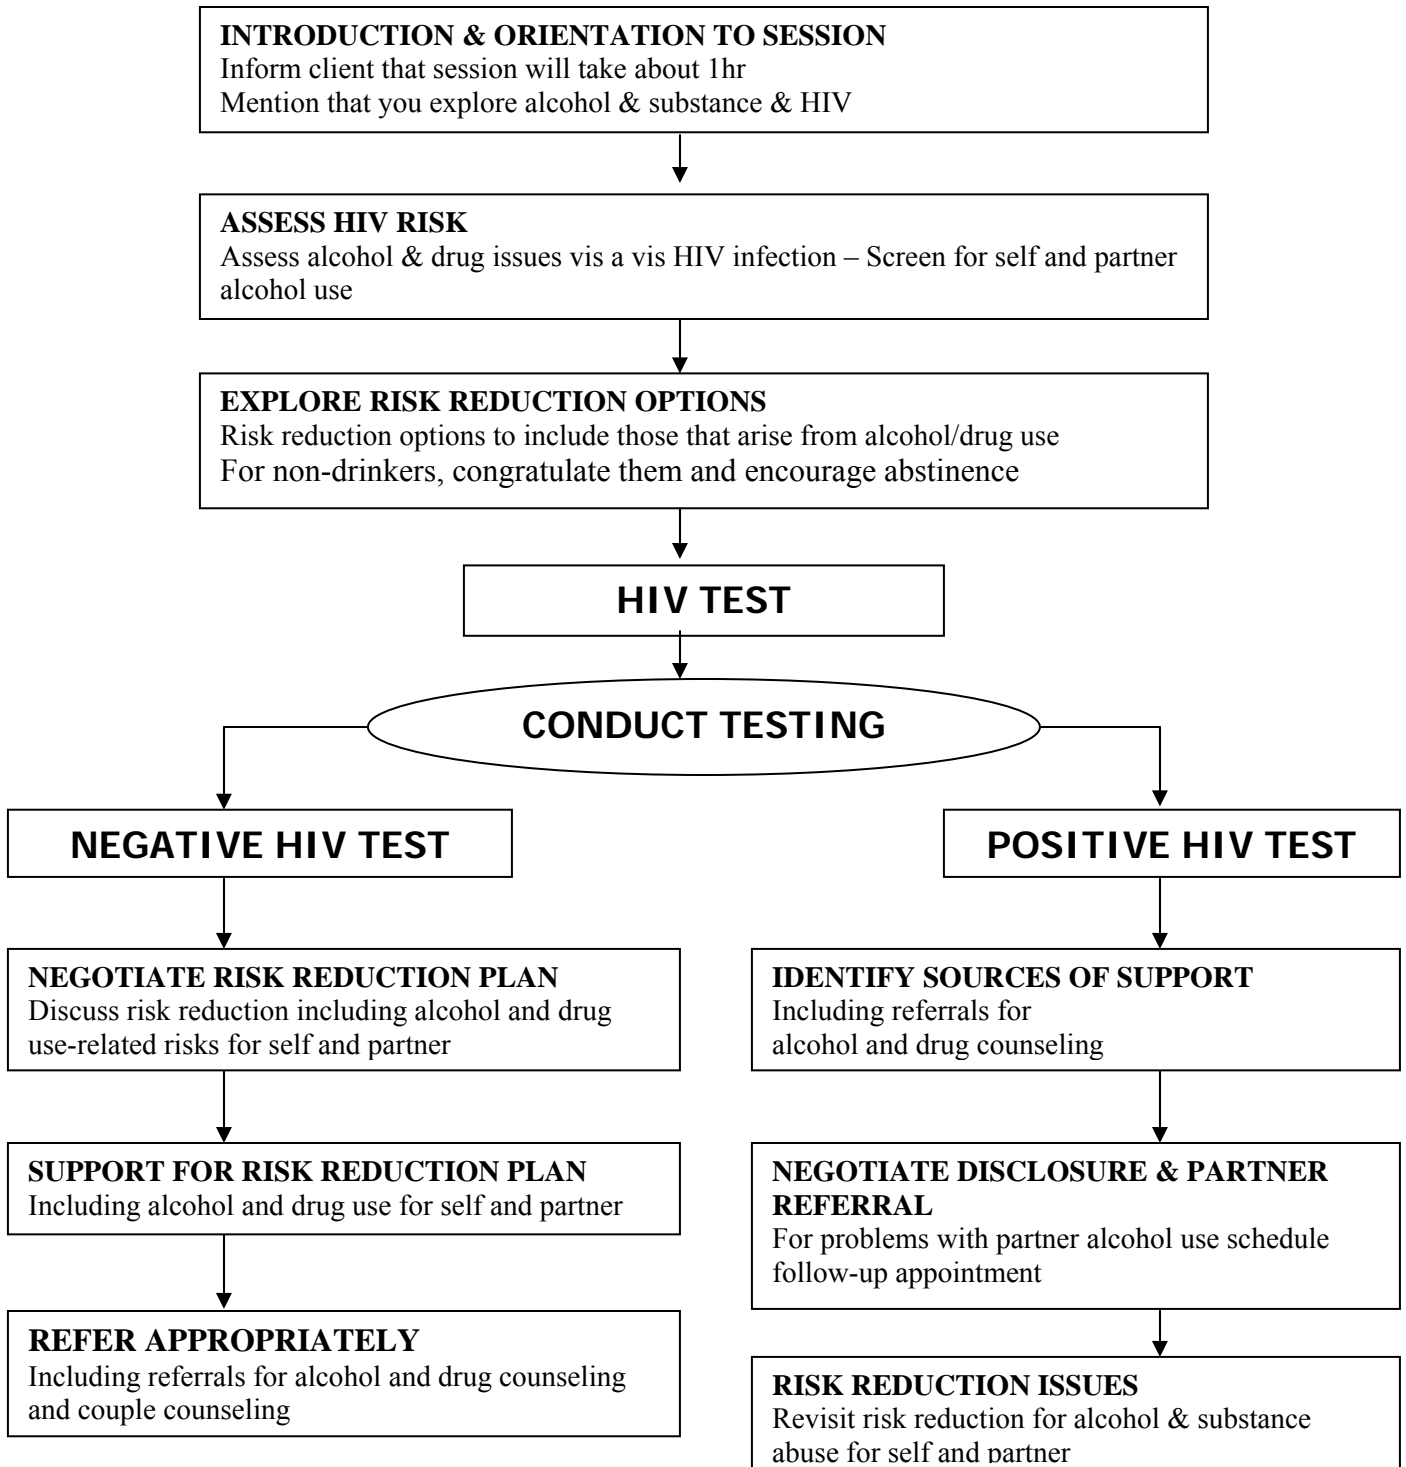 INTRODUCTION & ORIENTATION TO SESSION
Inform client that session will take about 1hr
Mention that you explore alcohol & substance & HIV
ASSESS HIV RISK
Assess alcohol & drug issues vis a vis HIV infection – Screen for self and partner
alcohol use
EXPLORE RISK REDUCTION OPTIONS
Risk reduction options to include those that arise from alcohol/drug use
For non-drinkers, congratulate them and encourage abstinence
HIV TEST
CONDUCT TESTING
NEGATIVE HIV TEST
NEGOTIATE RISK REDUCTION PLAN
Discuss risk reduction including alcohol and drug
use-related risks for self and partner
SUPPORT FOR RISK REDUCTION PLAN
Including alcohol and drug use for self and partner
REFER APPROPRIATELY
Including referrals for alcohol and drug counseling
and couple counseling
POSITIVE HIV TEST
IDENTIFY SOURCES OF SUPPORT
Including referrals for
alcohol and drug counseling
NEGOTIATE DISCLOSURE & PARTNER
REFERRAL
For problems with partner alcohol use schedule
follow-up appointment
RISK REDUCTION ISSUES
Revisit risk reduction for alcohol & substance
abuse for self and partner